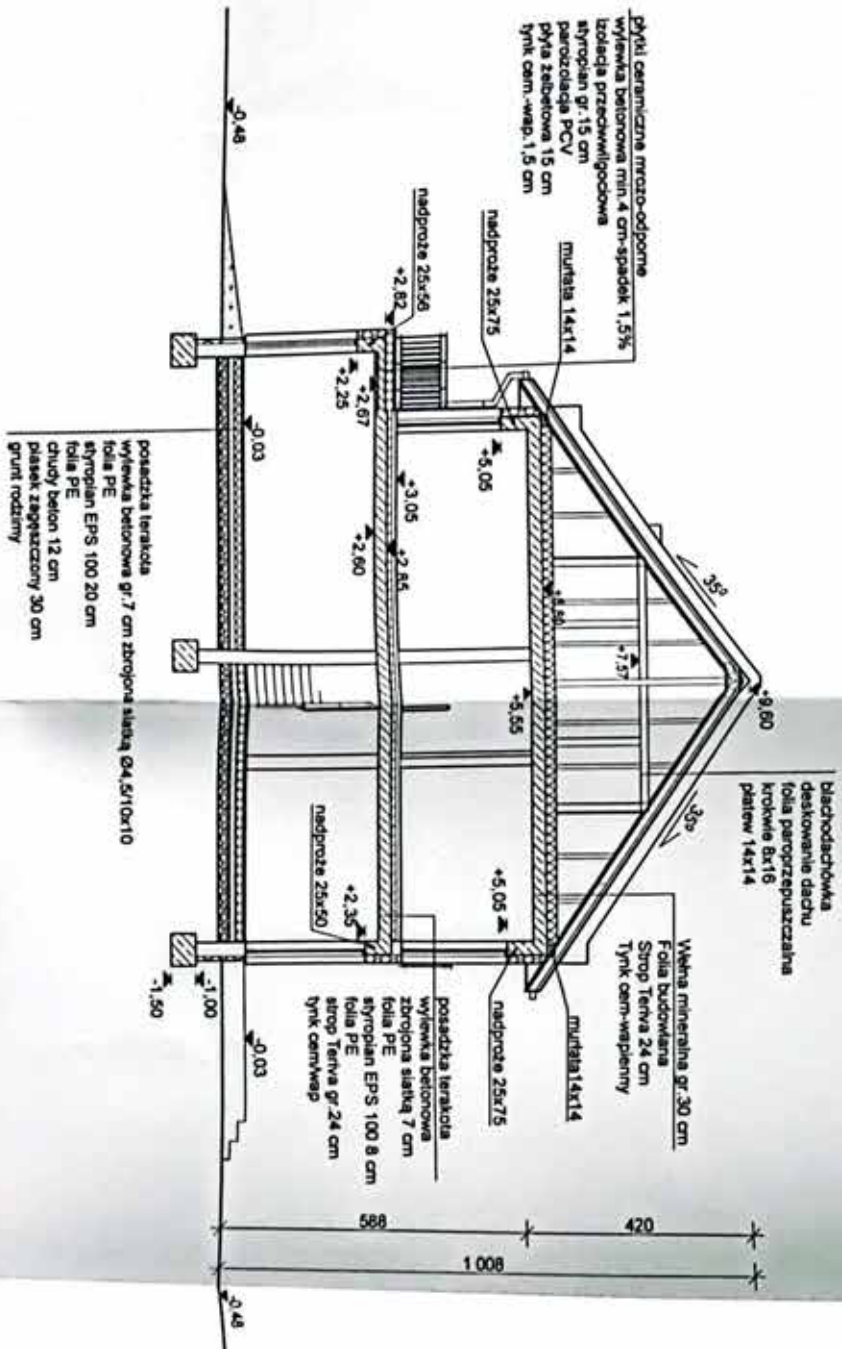 płytki ceramiczne mrozo-odporne
wylewka betonowa min.4 cm-spadek 1,5%
izolacja przeciwwilgociowa
styropian gr.15 cm
paroizolacja PCV
płyta żelbetowa 15 cm
tynk cem.-wap.1,5 cm
murłata 14x14
nadproże 25x75
nadproże 25x56
+2,82
-0,48
+9,60
35°
35°
blachodachówka
deskowanie dachu
folia paroprzepuszczalna
krokwie 8x16
płatew 14x14
Wełna mineralna gr.30 cm
Folia budowlana
Strop Teriva 24 cm
Tynk cem-wapienny
murłata14x14
nadproże 25x75
+7,57
+5,55
+5,05
+5,05
+3,05
+2,85
+2,67
+2,60
+2,25
+2,35
nadproże 25x50
posadzka terakota
wylewka betonowa
zbrojona siatką 7 cm
folia PE
styropian EPS 100 8 cm
folia PE
strop Teriva gr.24 cm
tynk cem/wap
-0,03
-0,03
-1,00
-1,50
-0,48
posadzka terakota
wylewka betonowa gr.7 cm zbrojona siatką Ø4,5/10x10
folia PE
styropian EPS 100 20 cm
folia PE
chudy beton 12 cm
piasek zagęszczony 30 cm
grunt rodzimy
588
420
1 008